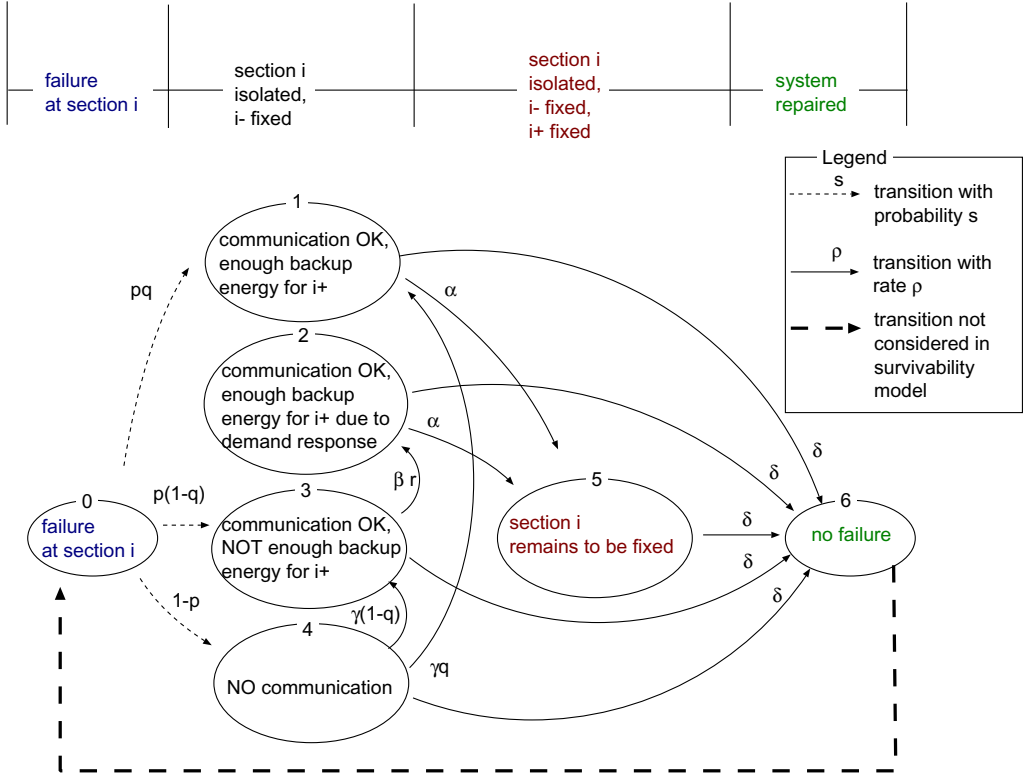 failure
at section i
section i
isolated,
i- fixed
section i
isolated,
i- fixed,
i+ fixed
system
repaired
Legend
s
transition with
probability s
ρ
transition with
rate ρ
transition not
considered in
survivability
model
1
communication OK,
enough backup
energy for i+
pq
α
2
communication OK,
enough backup
energy for i+ due to
demand response
α
β r
δ
δ
0
failure
at section i
p(1-q)
3
communication OK,
NOT enough backup
energy for i+
5
section i
remains to be fixed
δ
δ
6
no failure
1-p
γ(1-q)
4
NO communication
γq
δ